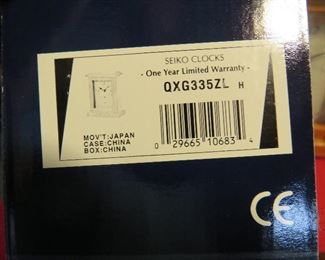 SEIKO CLOCKS
- One Year Limited Warranty -
QXG335ZL H
MOV'T:JAPAN
CASE:CHINA
BOX:CHINA
0 29665 10683 4
CE